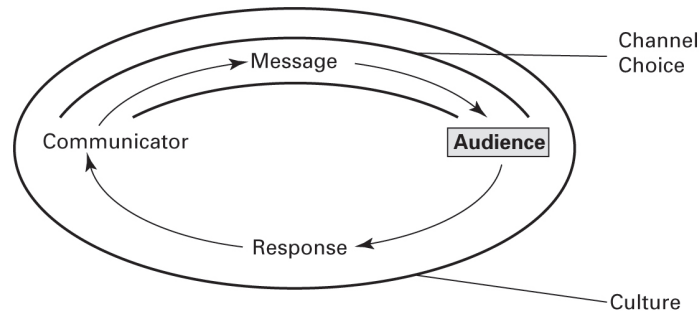 Message
Channel
Choice
Communicator
Audience
Response
Culture